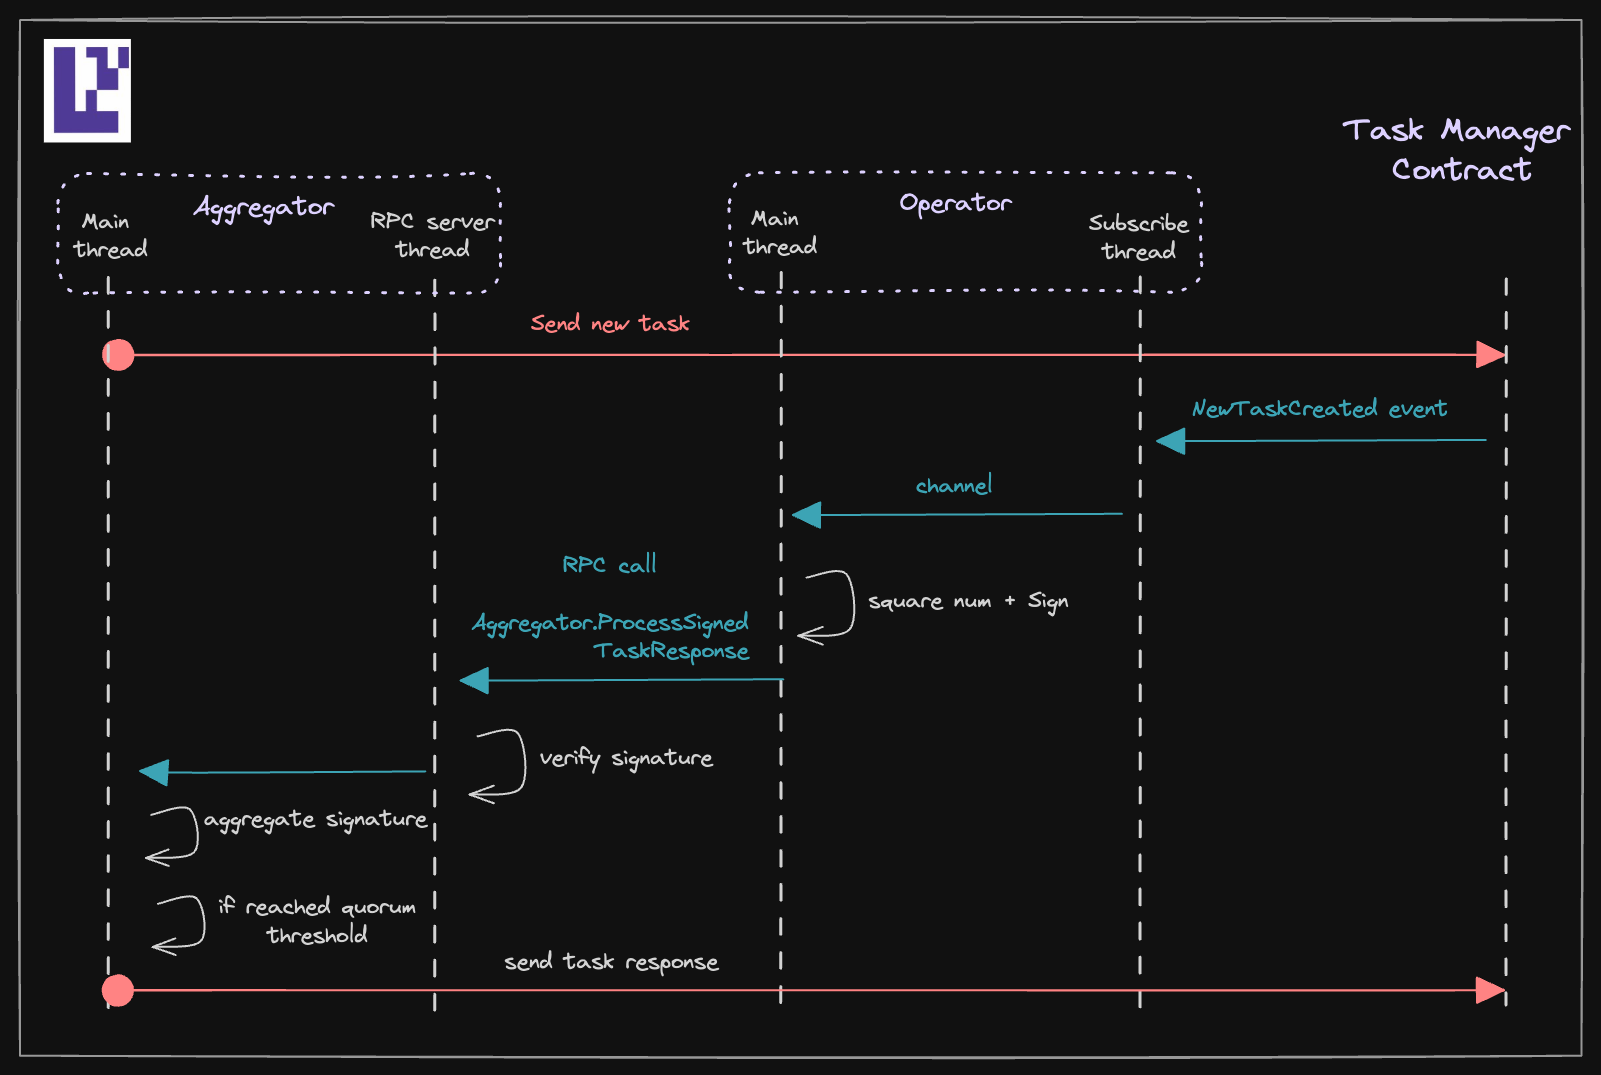 Task Manager
Contract
Aggregator
Main
thread
RPC server
thread
Operator
Main
thread
Subscribe
thread
Send new task
NewTaskCreated event
channel
RPC call
square num + Sign
Aggregator.ProcessSigned
TaskResponse
verify signature
aggregate signature
if reached quorum
threshold
send task response